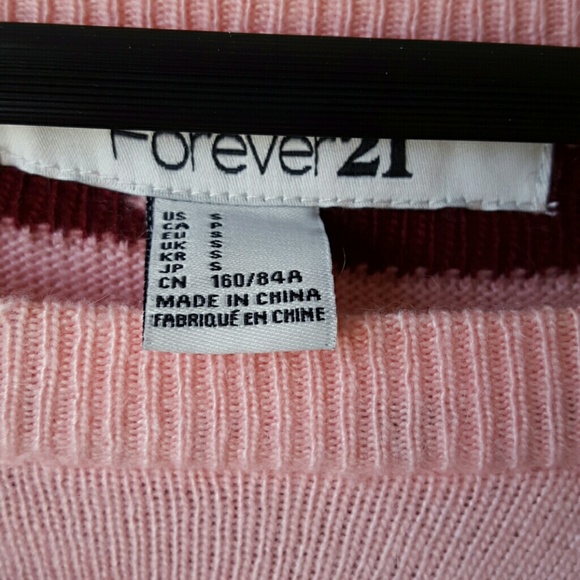 Forever21
US S
CA P
EU S
UK S
KR S
JP S
CN 160/84A
MADE IN CHINA
FABRIQUÉ EN CHINE